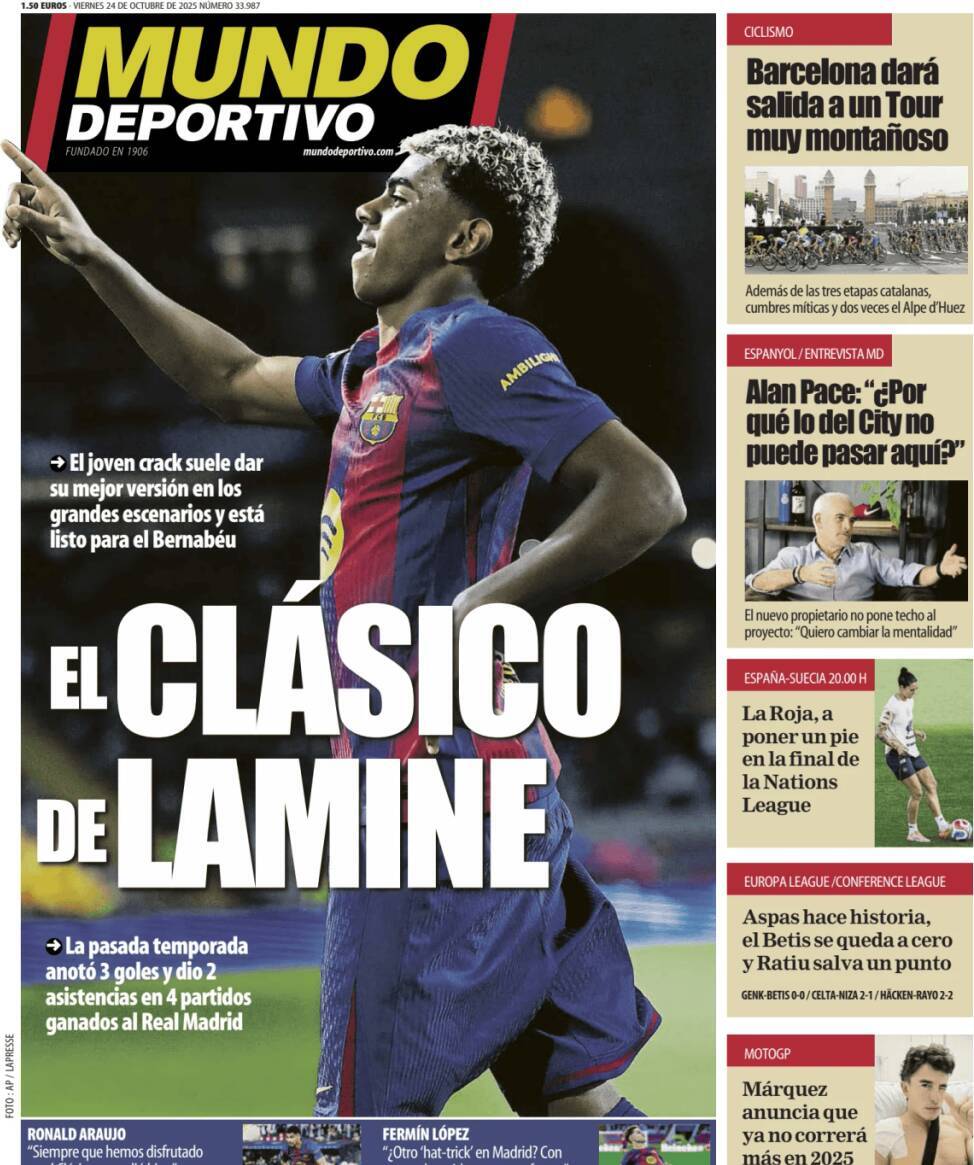 1.50 EUROS · VIERNES 24 DE OCTUBRE DE 2025 NÚMERO 33.987
MUNDO
DEPORTIVO
FUNDADO EN 1906
mundodeportivo.com
AMBILIGHT
FCB
El joven crack suele dar
su mejor versión en los
grandes escenarios y está
listo para el Bernabéu
EL CLÁSICO
DE LAMINE
La pasada temporada
anotó 3 goles y dio 2
asistencias en 4 partidos
ganados al Real Madrid
FOTO: AP / LAPRESSE
RONALD ARAUJO
“Siempre que hemos disfrutado
FERMÍN LÓPEZ
“¿Otro ‘hat-trick’ en Madrid? Con
CICLISMO
Barcelona dará
salida a un Tour
muy montañoso
Además de las tres etapas catalanas,
cumbres míticas y dos veces el Alpe d’Huez
ESPANYOL / ENTREVISTA MD
Alan Pace: “¿Por
qué lo del City no
puede pasar aquí?”
El nuevo propietario no pone techo al
proyecto: “Quiero cambiar la mentalidad”
ESPAÑA-SUECIA 20.00 H
La Roja, a
poner un pie
en la final de
la Nations
League
EUROPA LEAGUE /CONFERENCE LEAGUE
Aspas hace historia,
el Betis se queda a cero
y Ratiu salva un punto
GENK-BETIS 0-0 / CELTA-NIZA 2-1 / HÄCKEN-RAYO 2-2
MOTOGP
Márquez
anuncia que
ya no correrá
más en 2025